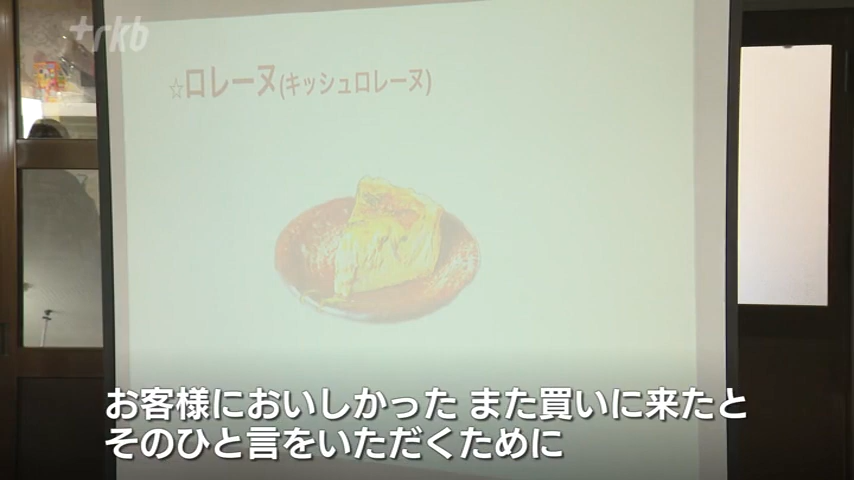 rkb
☆ロレーヌ(キッシュロレーヌ)
お客様においしかった また買いに来たと
そのひと言をいただくために